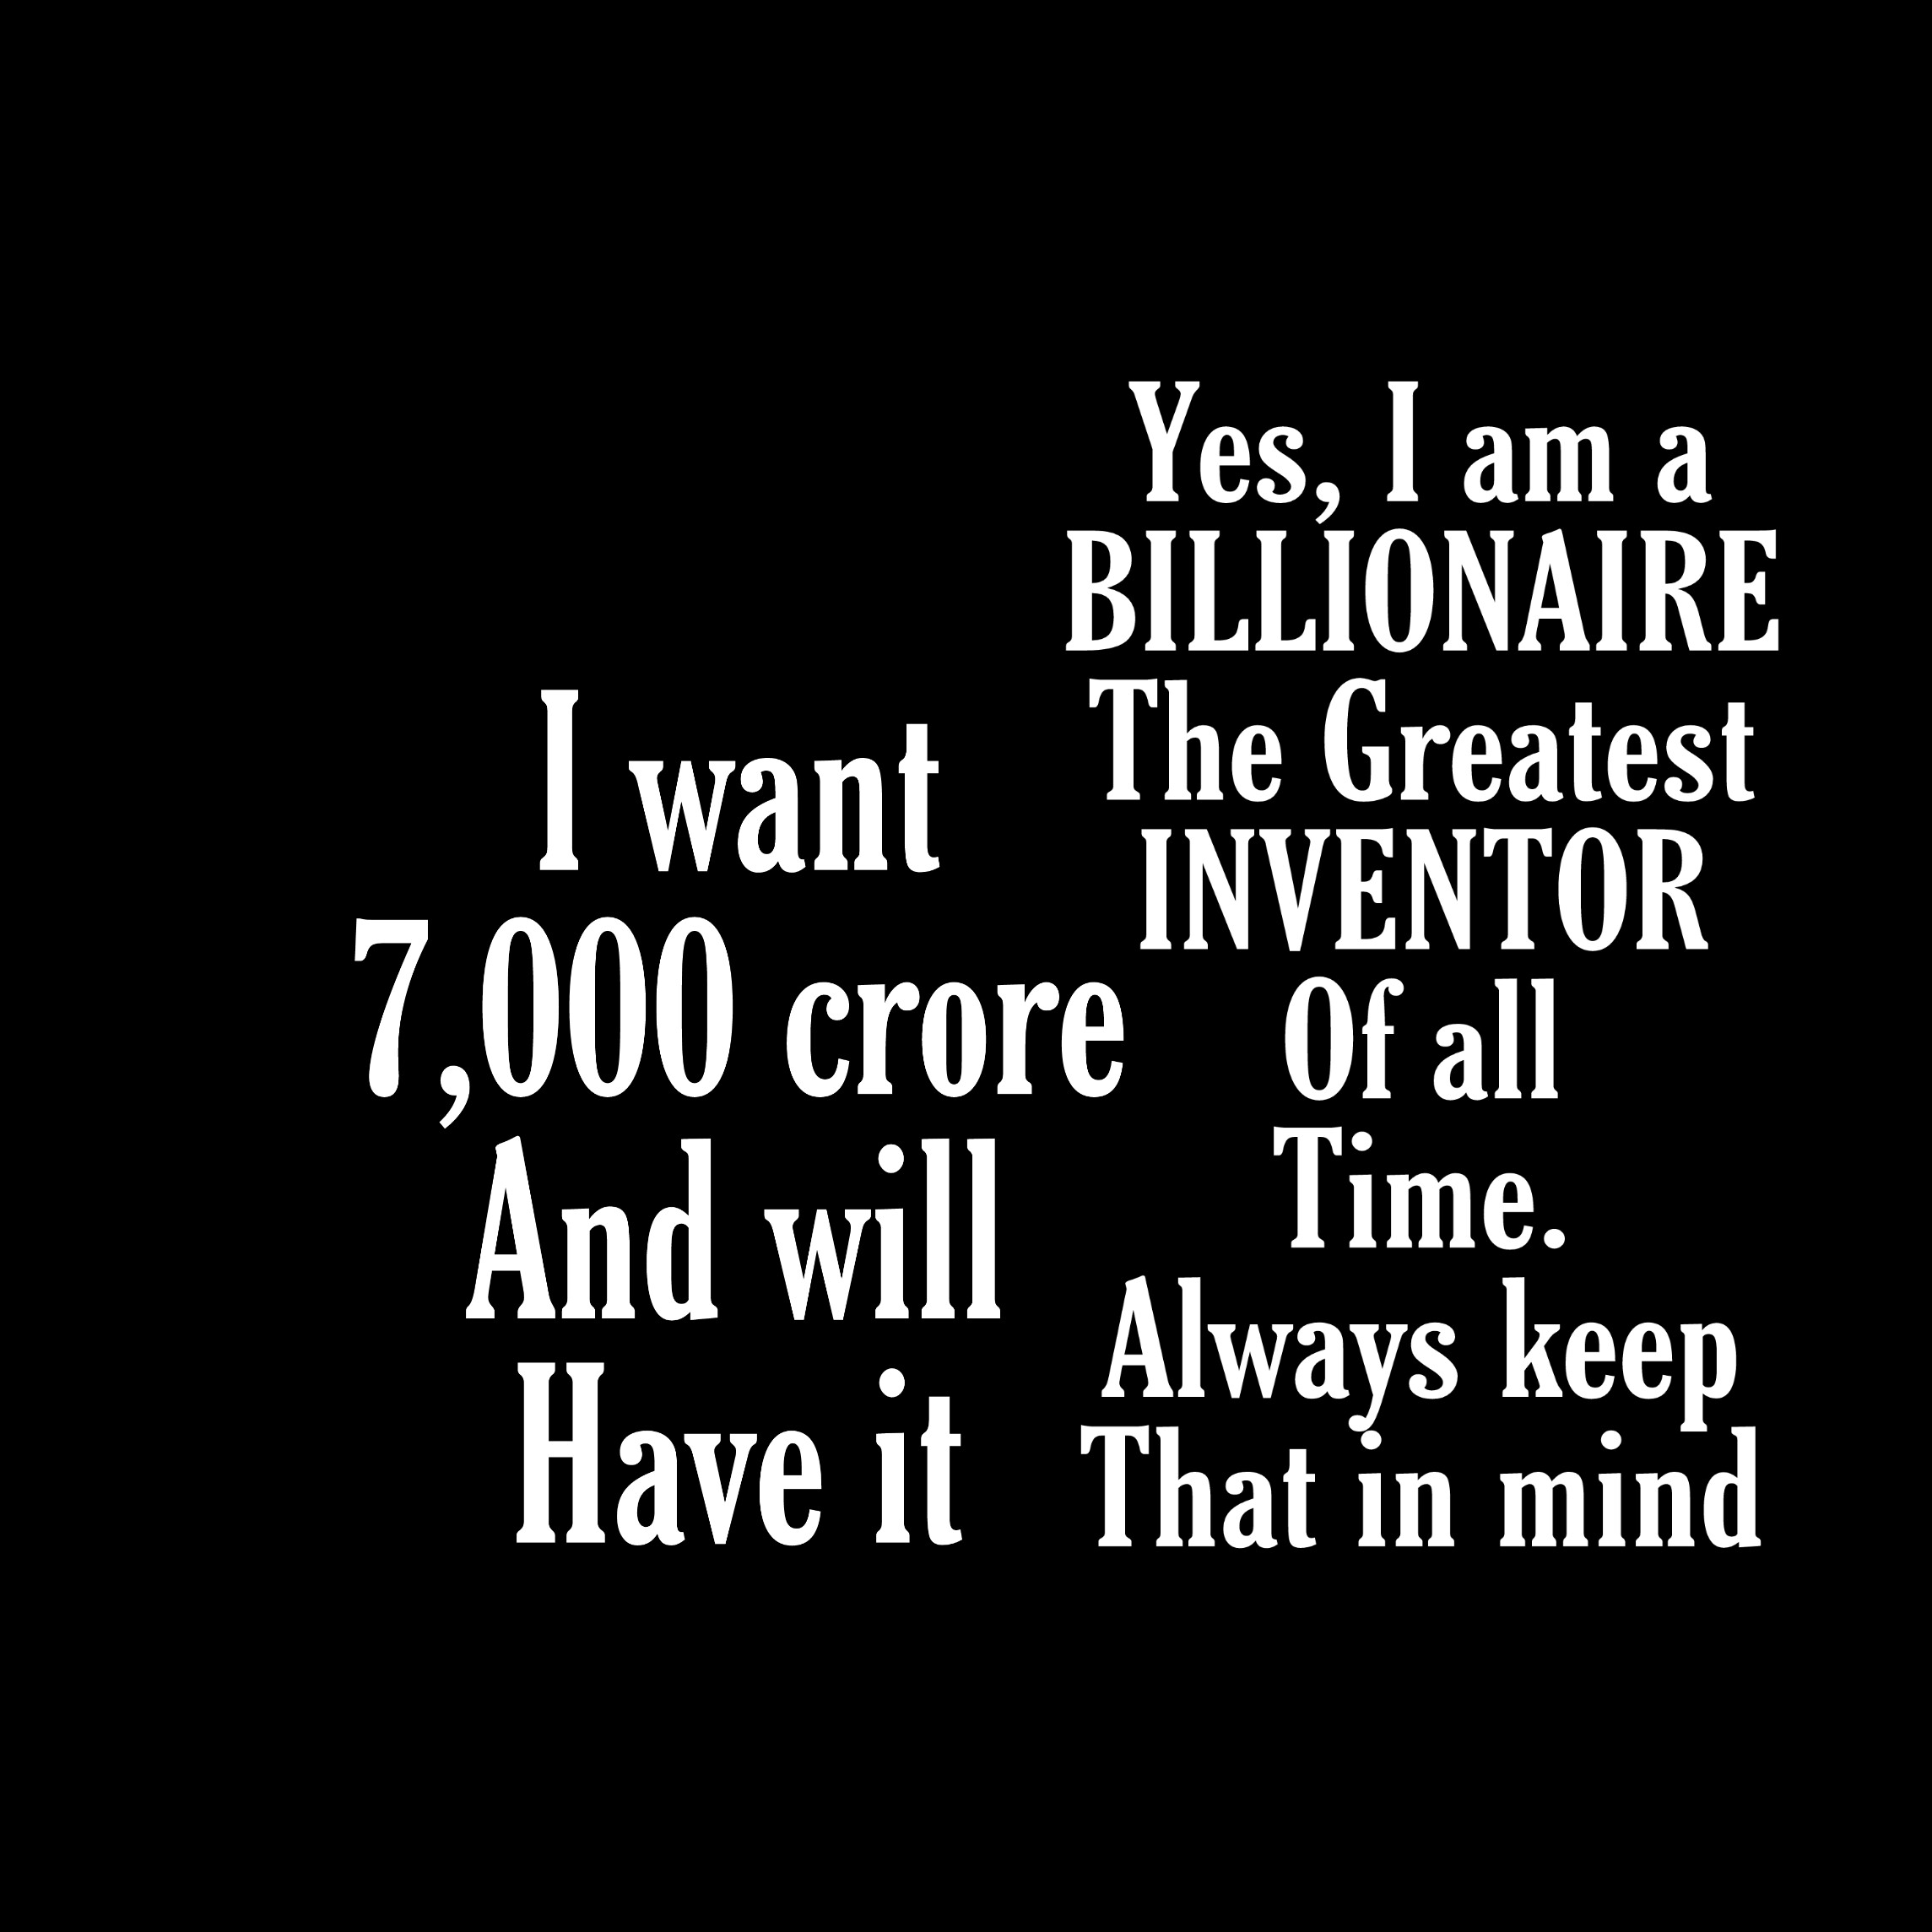 I want
7,000 crore
And will
Have it
Yes, I am a
BILLIONAIRE
The Greatest
INVENTOR
Of all
Time.
Always keep
That in mind